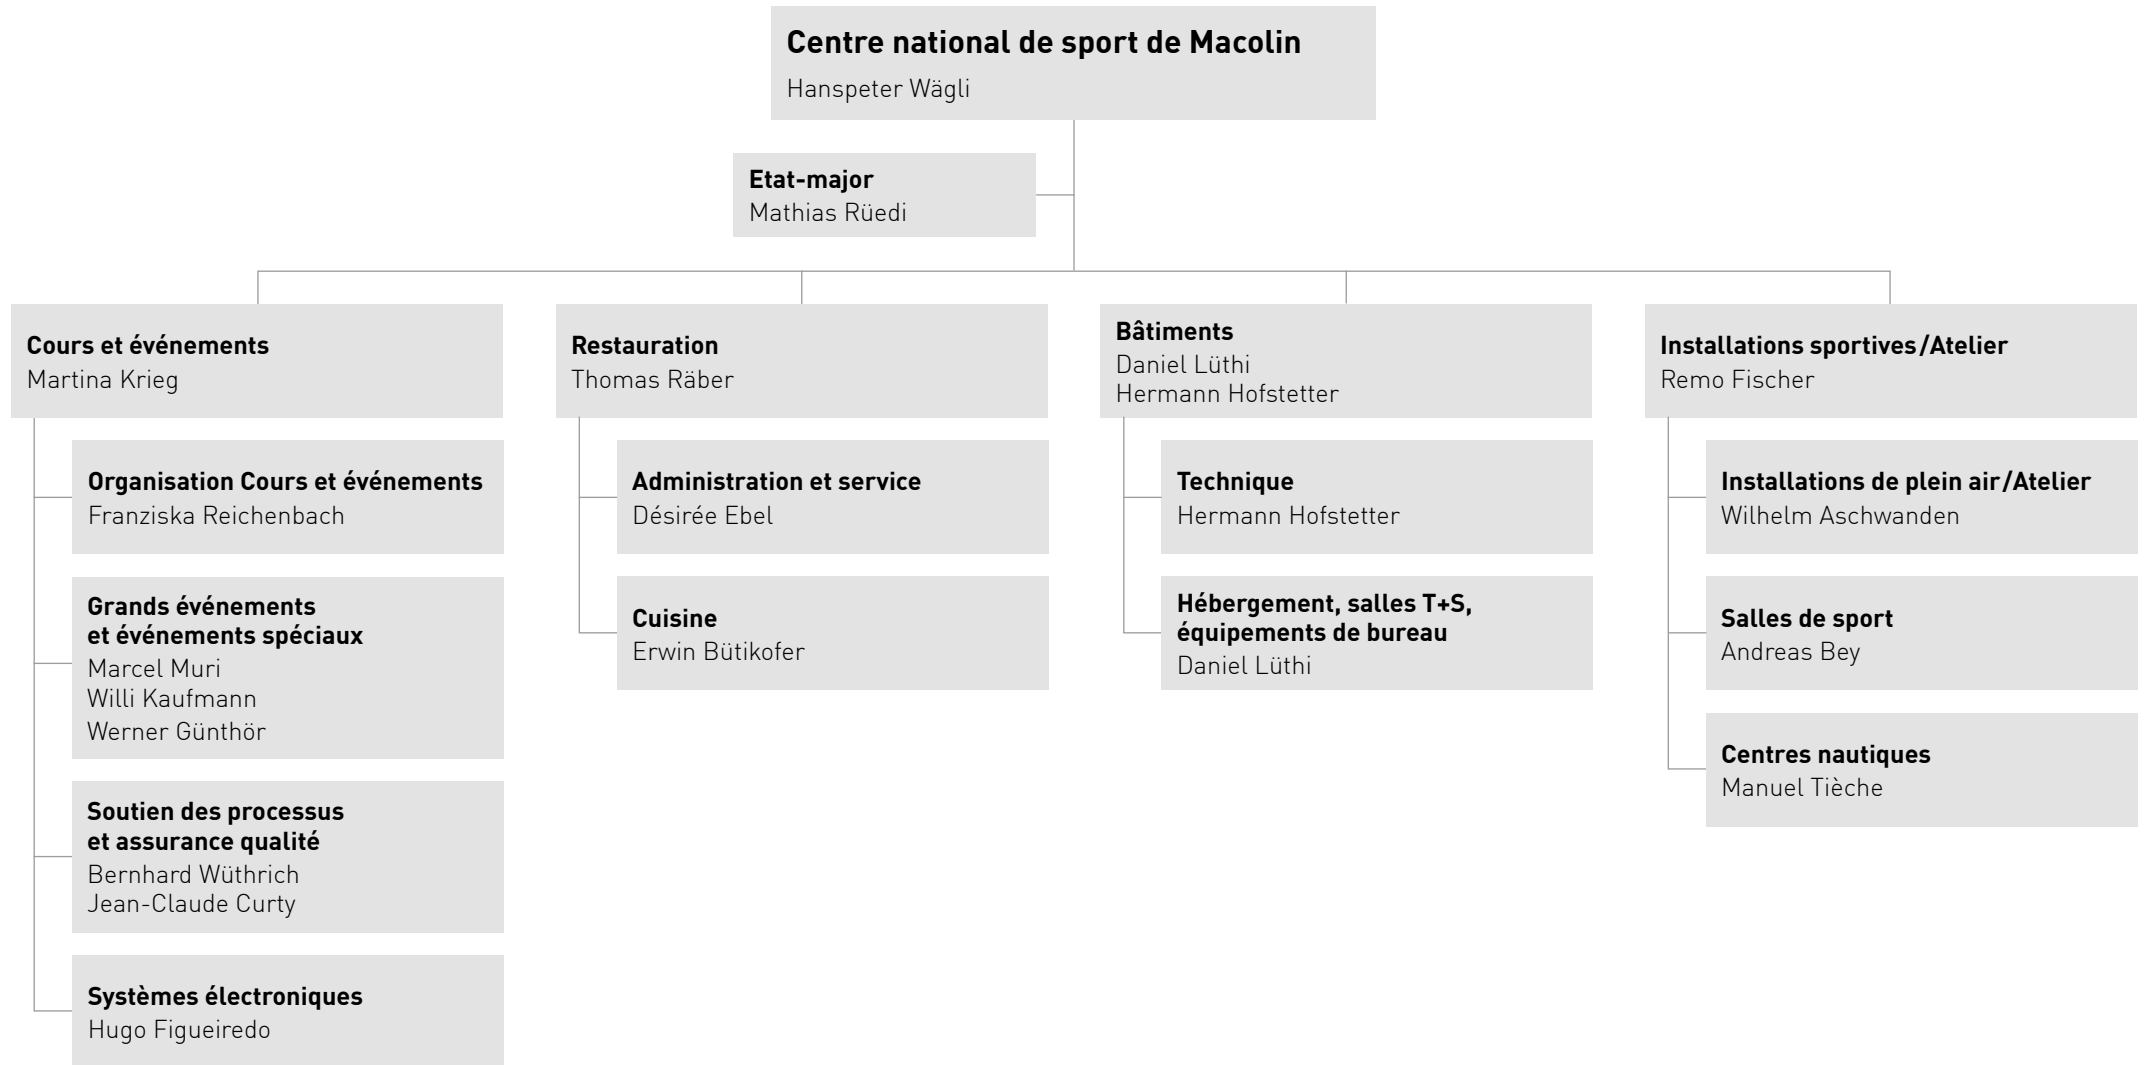 Centre national de sport de Macolin
Hanspeter Wägli
Etat-major
Mathias Rüedi
Cours et événements
Martina Krieg
Organisation Cours et événements
Franziska Reichenbach
Grands événements
et événements spéciaux
Marcel Muri
Willi Kaufmann
Werner Günthör
Soutien des processus
et assurance qualité
Bernhard Wüthrich
Jean-Claude Curty
Systèmes électroniques
Hugo Figueiredo
Restauration
Thomas Räber
Administration et service
Désirée Ebel
Cuisine
Erwin Bütikofer
Bâtiments
Daniel Lüthi
Hermann Hofstetter
Technique
Hermann Hofstetter
Hébergement, salles T+S,
équipements de bureau
Daniel Lüthi
Installations sportives/Atelier
Remo Fischer
Installations de plein air/Atelier
Wilhelm Aschwanden
Salles de sport
Andreas Bey
Centres nautiques
Manuel Tièche